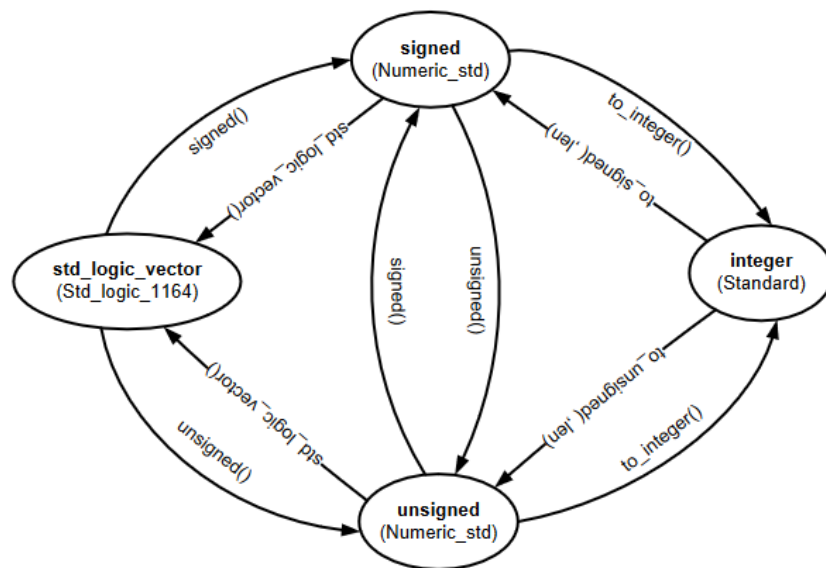 signed
(Numeric_std)
signed()
std_logic_vector()
to_signed( ,len)
to_integer()
std_logic_vector
(Std_logic_1164)
signed()
unsigned()
integer
(Standard)
unsigned()
std_logic_vector()
to_unsigned( ,len)
to_integer()
unsigned
(Numeric_std)